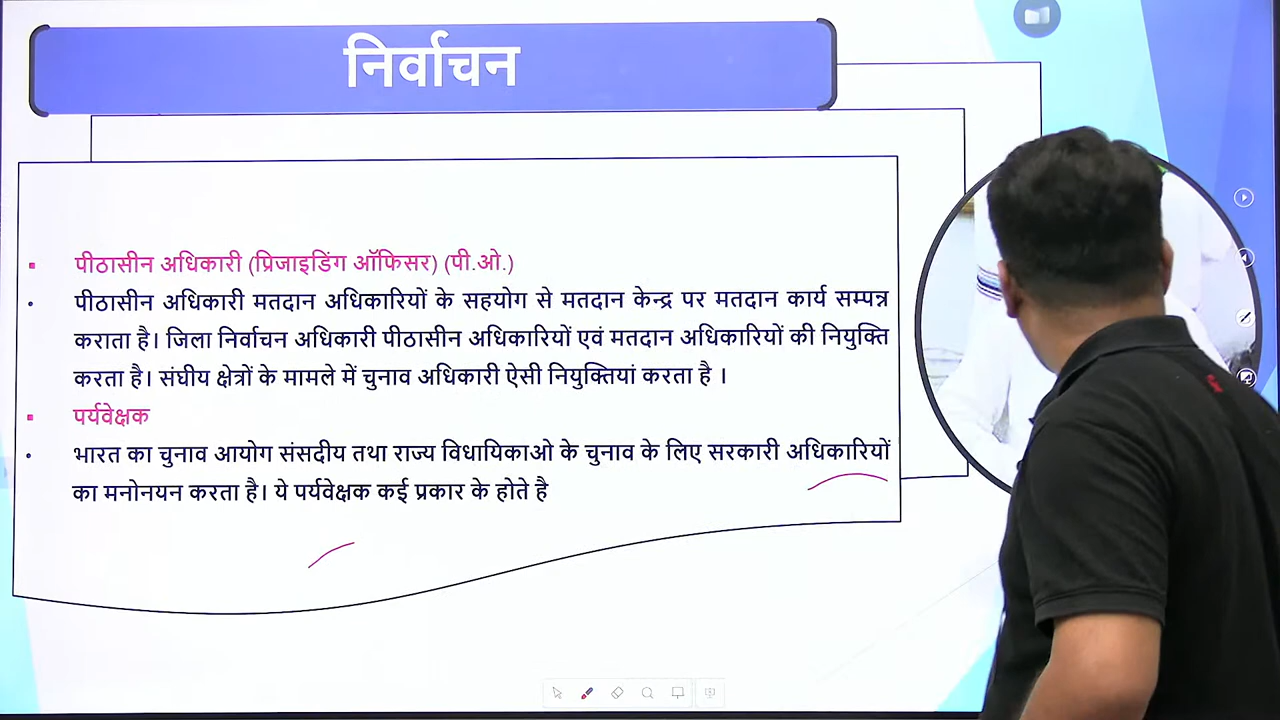 निर्वाचन
पीठासीन अधिकारी (प्रिजाइडिंग ऑफिसर) (पी.ओ.)
पीठासीन अधिकारी मतदान अधिकारियों के सहयोग से मतदान केन्द्र पर मतदान कार्य सम्पन्न
कराता है। जिला निर्वाचन अधिकारी पीठासीन अधिकारियों एवं मतदान अधिकारियों की नियुक्ति
करता है। संघीय क्षेत्रों के मामले में चुनाव अधिकारी ऐसी नियुक्तियां करता है ।
पर्यवेक्षक
भारत का चुनाव आयोग संसदीय तथा राज्य विधायिकाओ के चुनाव के लिए सरकारी अधिकारियों
का मनोनयन करता है। ये पर्यवेक्षक कई प्रकार के होते है